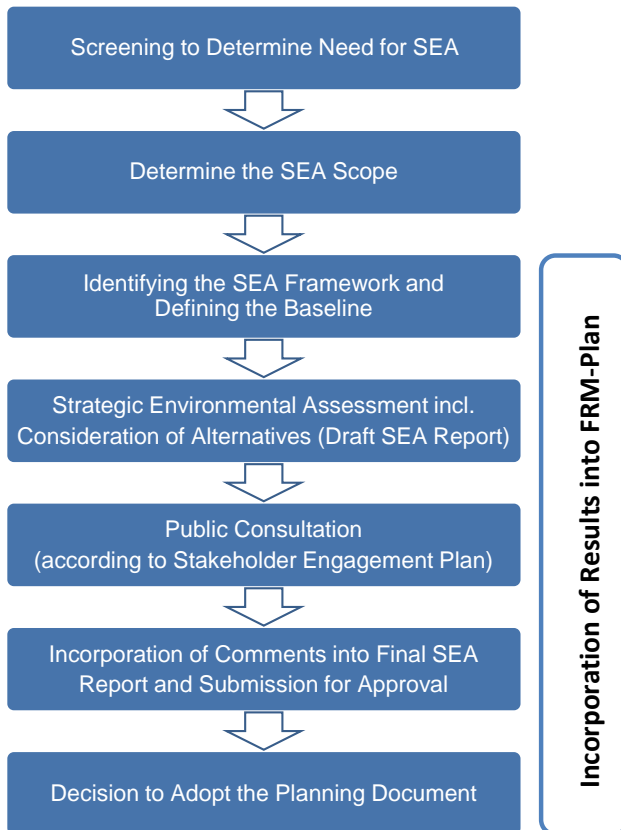 Screening to Determine Need for SEA
Determine the SEA Scope
Identifying the SEA Framework and
Defining the Baseline
Strategic Environmental Assessment incl.
Consideration of Alternatives (Draft SEA Report)
Public Consultation
(according to Stakeholder Engagement Plan)
Incorporation of Comments into Final SEA
Report and Submission for Approval
Decision to Adopt the Planning Document
Incorporation of Results into FRM-Plan